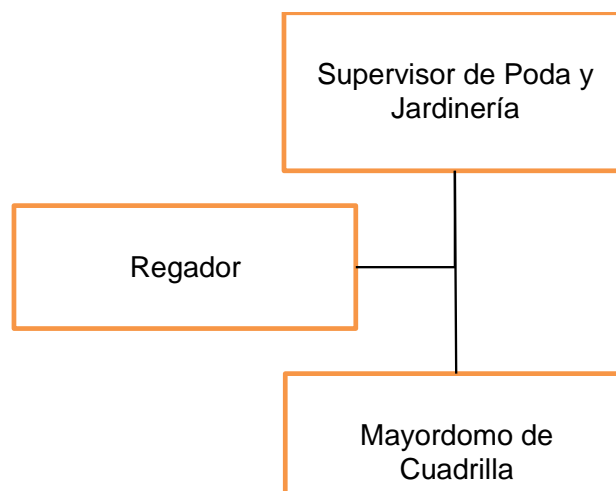 Supervisor de Poda y
Jardinería
Regador
Mayordomo de
Cuadrilla